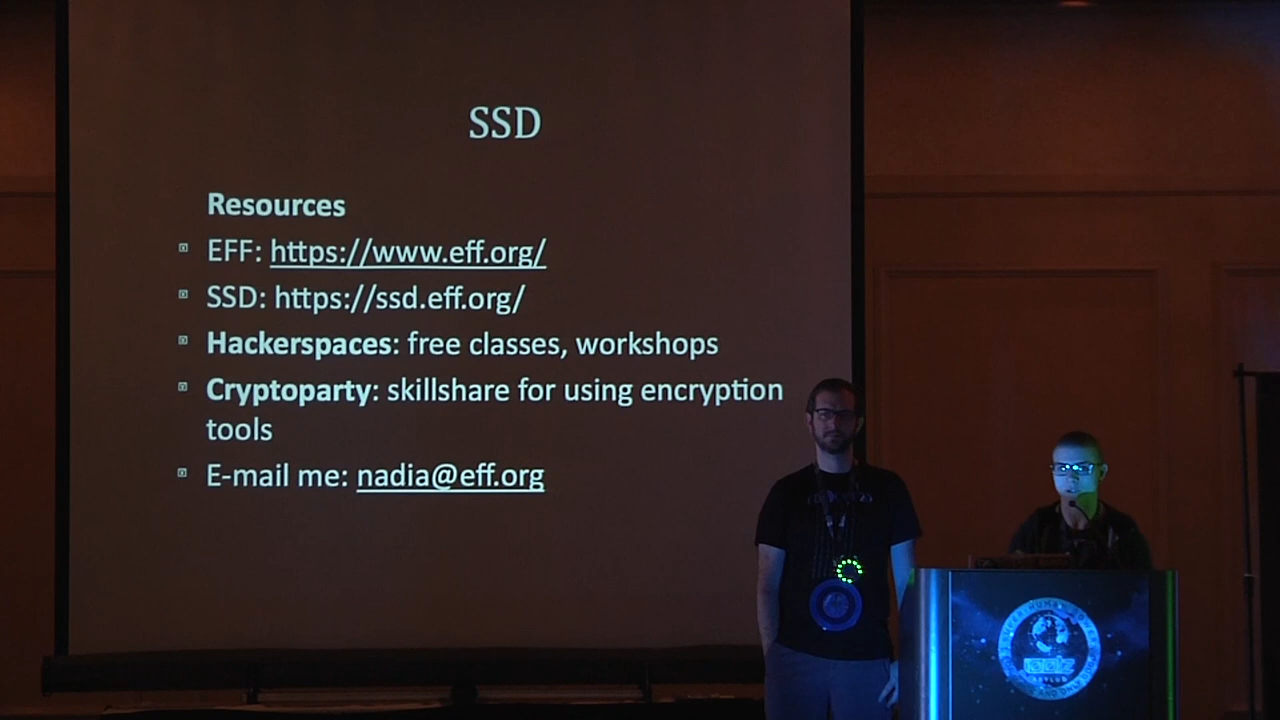 SSD
Resources
EFF: https://www.eff.org/
SSD: https://ssd.eff.org/
Hackerspaces: free classes, workshops
Cryptoparty: skillshare for using encryption
tools
E-mail me: nadia@eff.org